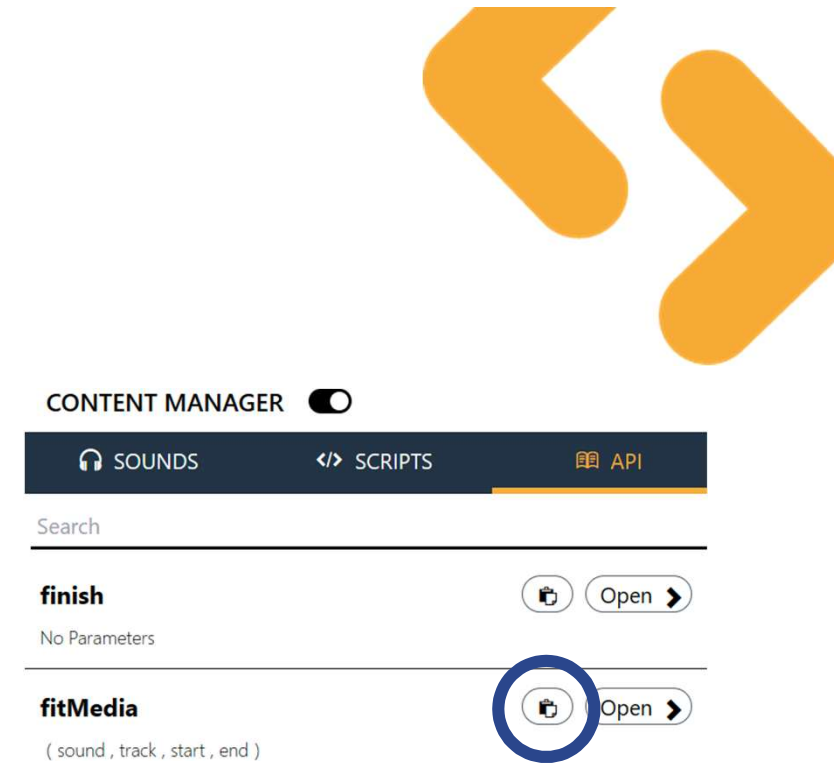 CONTENT MANAGER
SOUNDS </> SCRIPTS API
Search
finish Open
No Parameters
fitMedia Open
( sound , track , start , end )